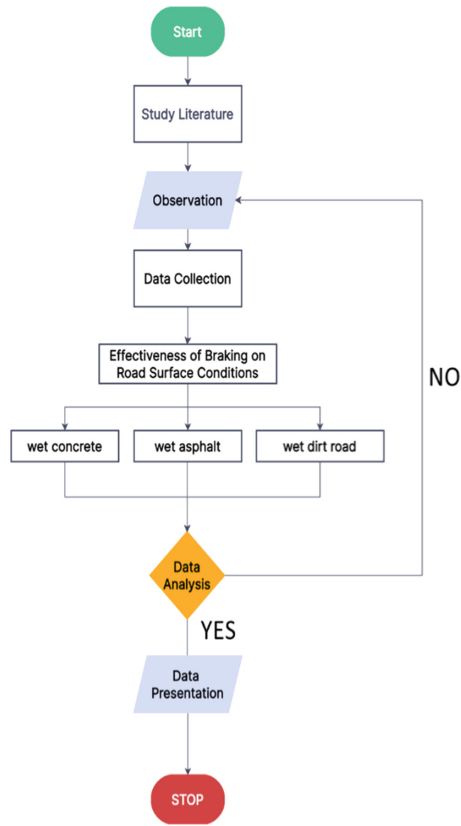 Start
Study Literature
Observation
Data Collection
Effectiveness of Braking on
Road Surface Conditions
NO
wet concrete
wet asphalt
wet dirt road
Data
Analysis
YES
Data
Presentation
STOP